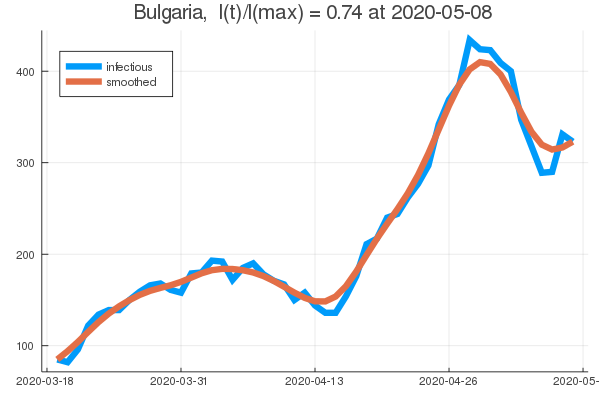 Bulgaria, I(t)/I(max) = 0.74 at 2020-05-08
infectious
smoothed
400
300
200
100
2020-03-18 2020-03-31 2020-04-13 2020-04-26 2020-05-